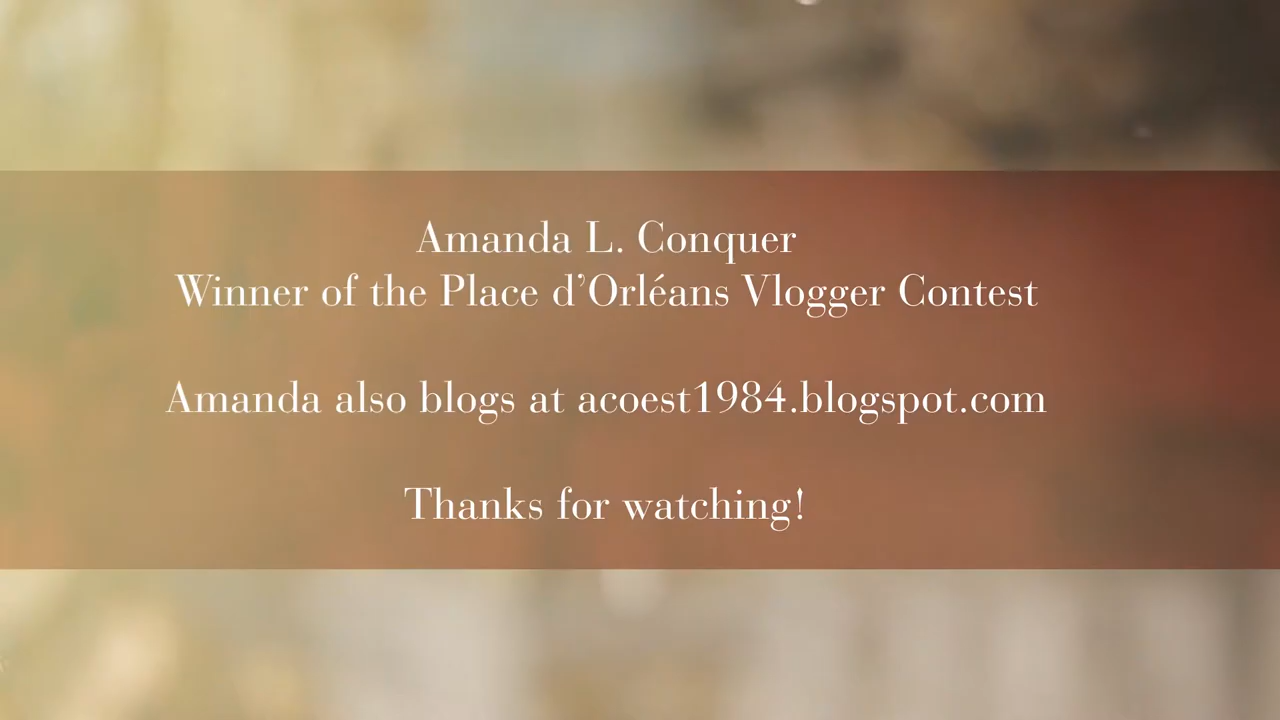 Amanda L. Conquer
Winner of the Place d’Orléans Vlogger Contest
Amanda also blogs at acoest1984.blogspot.com
Thanks for watching!